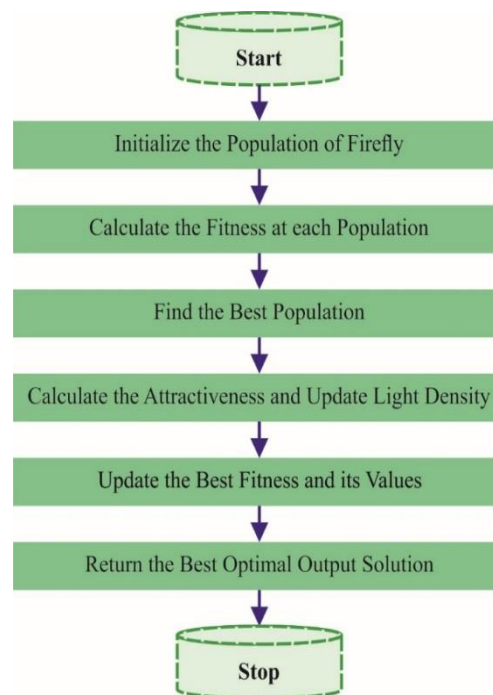 Start
Initialize the Population of Firefly
Calculate the Fitness at each Population
Find the Best Population
Calculate the Attractiveness and Update Light Density
Update the Best Fitness and its Values
Return the Best Optimal Output Solution
Stop